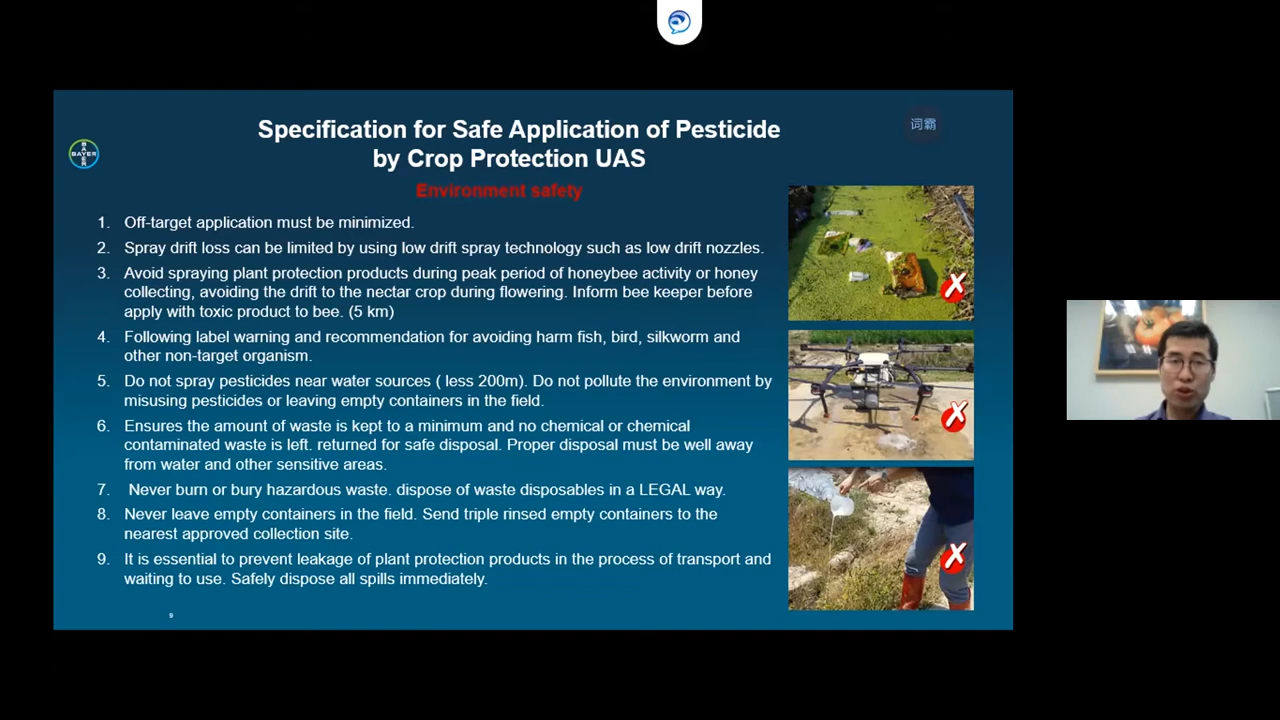 Specification for Safe Application of Pesticide
by Crop Protection UAS
词霸
BAYER
BAYER
Environment safety
1. Off-target application must be minimized.
2. Spray drift loss can be limited by using low drift spray technology such as low drift nozzles.
3. Avoid spraying plant protection products during peak period of honeybee activity or honey
collecting, avoiding the drift to the nectar crop during flowering. Inform bee keeper before
apply with toxic product to bee. (5 km)
4. Following label warning and recommendation for avoiding harm fish, bird, silkworm and
other non-target organism.
5. Do not spray pesticides near water sources ( less 200m). Do not pollute the environment by
misusing pesticides or leaving empty containers in the field.
6. Ensures the amount of waste is kept to a minimum and no chemical or chemical
contaminated waste is left. returned for safe disposal. Proper disposal must be well away
from water and other sensitive areas.
7. Never burn or bury hazardous waste. dispose of waste disposables in a LEGAL way.
8. Never leave empty containers in the field. Send triple rinsed empty containers to the
nearest approved collection site.
9. It is essential to prevent leakage of plant protection products in the process of transport and
waiting to use. Safely dispose all spills immediately.
9